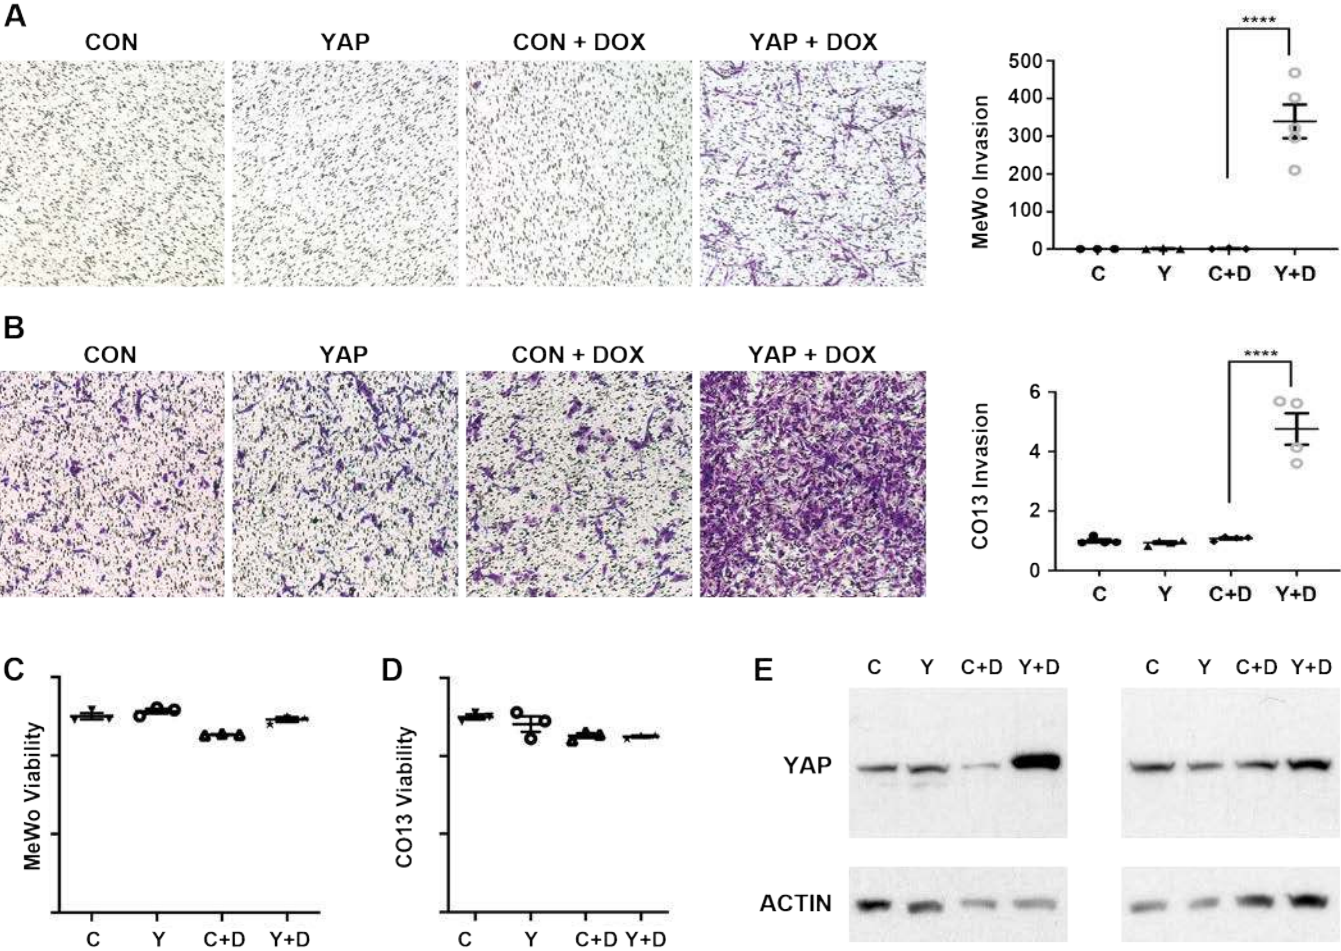 A
CON YAP CON + DOX YAP + DOX
****
MeWo Invasion
500
400
300
200
100
0
C Y C+D Y+D
B
CON YAP CON + DOX YAP + DOX
****
CO13 Invasion
6
4
2
0
C Y C+D Y+D
C
MeWo Viability
C Y C+D Y+D
D
CO13 Viability
C Y C+D Y+D
E
C Y C+D Y+D C Y C+D Y+D
YAP
ACTIN